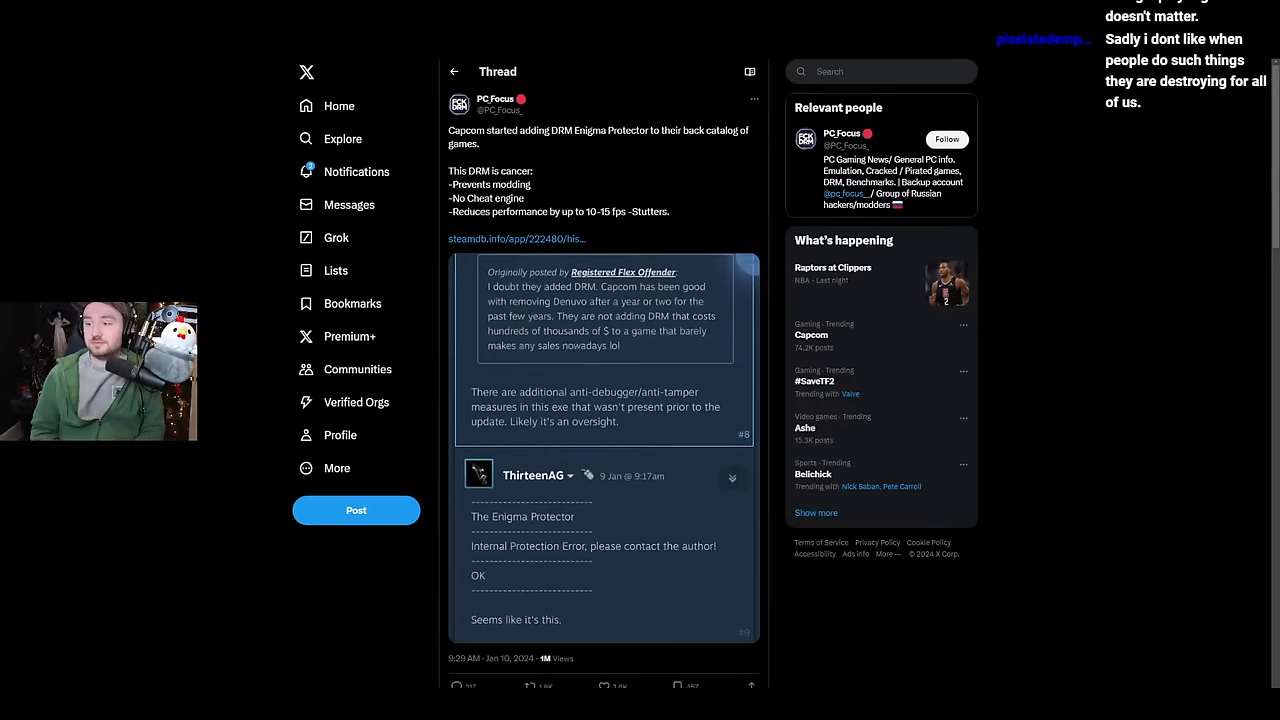 doesn't matter.
pixelatedemp...
Sadly i dont like when
people do such things
they are destroying for all
of us.
Home
Explore
2
Notifications
Messages
Grok
Lists
Bookmarks
Premium+
Communities
Verified Orgs
Profile
More
Post
Thread
FCK
DRM
PC_Focus
@PC_Focus_
Capcom started adding DRM Enigma Protector to their back catalog of
games.
This DRM is cancer:
-Prevents modding
-No Cheat engine
-Reduces performance by up to 10-15 fps -Stutters.
steamdb.info/app/222480/his...
Originally posted by Registered Flex Offender:
I doubt they added DRM. Capcom has been good
with removing Denuvo after a year or two for the
past few years. They are not adding DRM that costs
hundreds of thousands of $ to a game that barely
makes any sales nowadays lol
There are additional anti-debugger/anti-tamper
measures in this exe that wasn't present prior to the
update. Likely it's an oversight.
#8
ThirteenAG
9 Jan @ 9:17am
------------------------------
The Enigma Protector
------------------------------
Internal Protection Error, please contact the author!
------------------------------
OK
------------------------------
Seems like it's this.
#9
9:29 AM · Jan 10, 2024 · 1M Views
Search
Relevant people
FCK
DRM
PC_Focus
@PC_Focus_
Follow
PC Gaming News/ General PC info.
Emulation, Cracked / Pirated games,
DRM, Benchmarks. | Backup account
@pc_focus__ / Group of Russian
hackers/modders
What's happening
Raptors at Clippers
NBA · Last night
Gaming · Trending
Capcom
74.2K posts
Gaming · Trending
#SaveTF2
Trending with Valve
Video games · Trending
Ashe
15.3K posts
Sports · Trending
Belichick
Trending with Nick Saban, Pete Carroll
Show more
Terms of Service Privacy Policy Cookie Policy
Accessibility Ads info More ··· © 2024 X Corp.